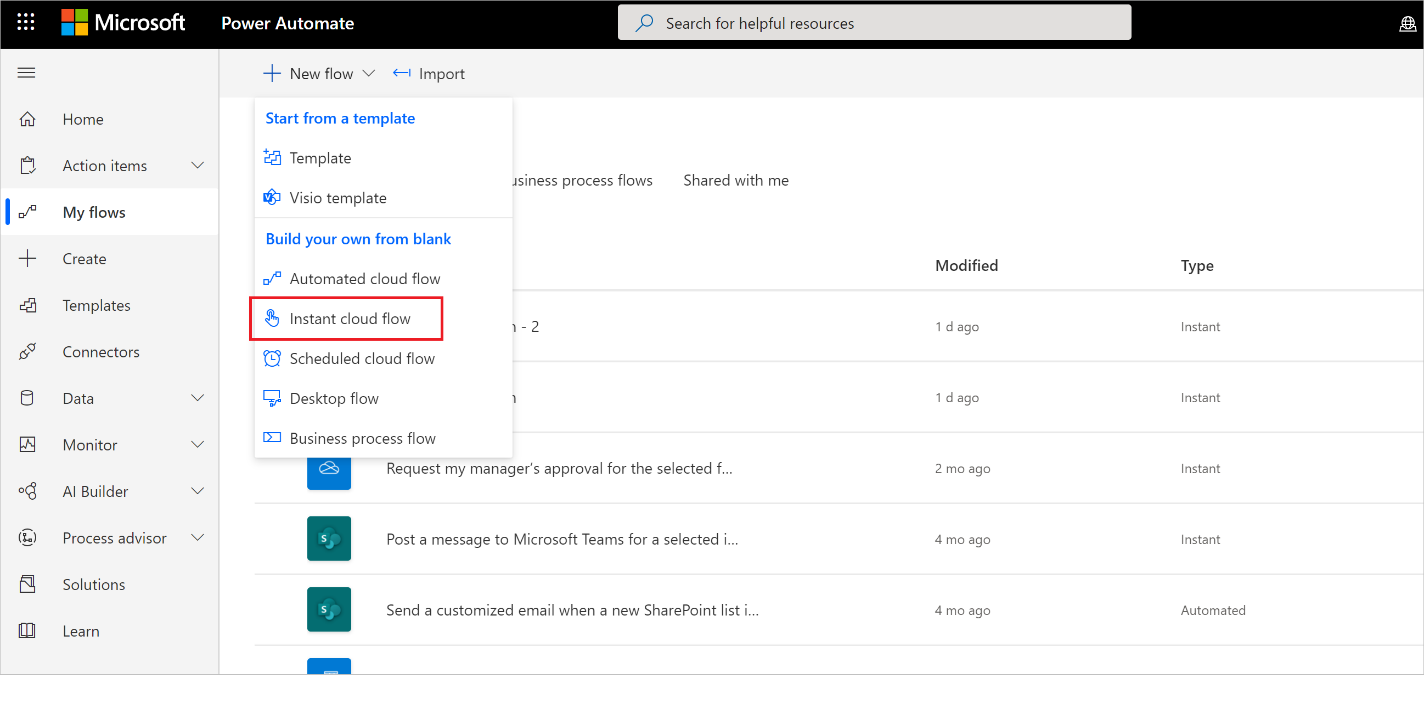 Microsoft Power Automate Search for helpful resources
New flow Import
Home
Action items
My flows
Create
Templates
Connectors
Data
Monitor
AI Builder
Process advisor
Solutions
Learn
Start from a template
Template
Visio template
Build your own from blank
Automated cloud flow
Instant cloud flow
Scheduled cloud flow
Desktop flow
Business process flow
process flows Shared with me
Modified Type
- 2 1 d ago Instant
1 d ago Instant
Request my manager's approval for the selected f... 2 mo ago Instant
Post a message to Microsoft Teams for a selected i... 4 mo ago Instant
Send a customized email when a new SharePoint list i... 4 mo ago Automated